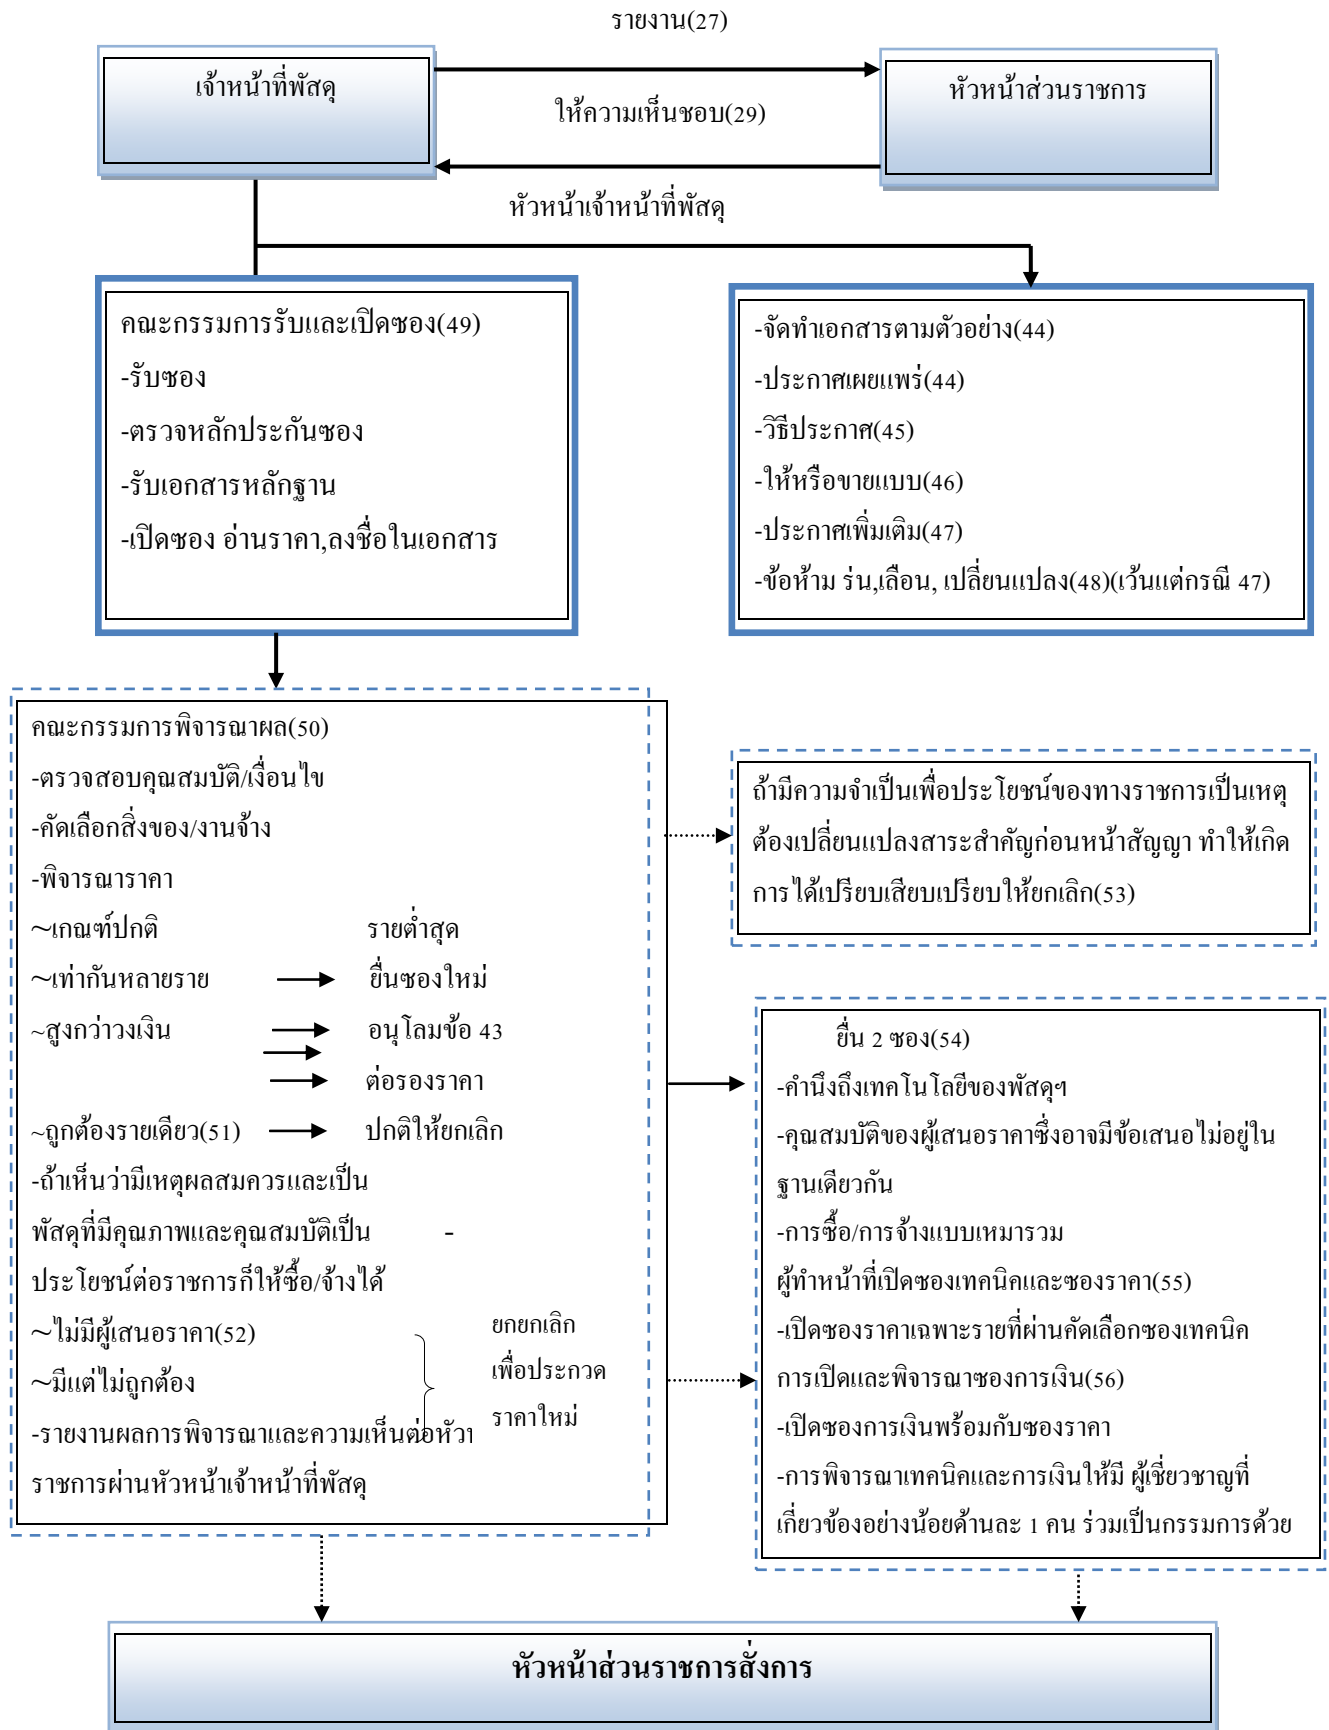 รายงาน(27)
เจ้าหน้าที่พัสดุ
หัวหน้าส่วนราชการ
ให้ความเห็นชอบ(29)
หัวหน้าเจ้าหน้าที่พัสดุ
คณะกรรมการรับและเปิดซอง(49)
-รับซอง
-ตรวจหลักประกันซอง
-รับเอกสารหลักฐาน
-เปิดซอง อ่านราคา,ลงชื่อในเอกสาร
-จัดทำเอกสารตามตัวอย่าง(44)
-ประกาศเผยแพร่(44)
-วิธีประกาศ(45)
-ให้หรือขายแบบ(46)
-ประกาศเพิ่มเติม(47)
-ข้อห้าม ร่น,เลื่อน, เปลี่ยนแปลง(48)(เว้นแต่กรณี 47)
คณะกรรมการพิจารณาผล(50)
-ตรวจสอบคุณสมบัติ/เงื่อนไข
-คัดเลือกสิ่งของ/งานจ้าง
-พิจารณาราคา
~เกณฑ์ปกติ รายต่ำสุด
~เท่ากันหลายราย ยื่นซองใหม่
~สูงกว่าวงเงิน อนุโลมข้อ 43
ต่อรองราคา
~ถูกต้องรายเดียว(51) ปกติให้ยกเลิก
-ถ้าเห็นว่ามีเหตุผลสมควรและเป็น
พัสดุที่มีคุณภาพและคุณสมบัติเป็น -
ประโยชน์ต่อราชการก็ให้ซื้อ/จ้างได้
~ไม่มีผู้เสนอราคา(52)
~มีแต่ไม่ถูกต้อง
ยกยกเลิก
เพื่อประกวด
ราคาใหม่
-รายงานผลการพิจารณาและความเห็นต่อหัว
ราชการผ่านหัวหน้าเจ้าหน้าที่พัสดุ
ถ้ามีความจำเป็นเพื่อประโยชน์ของทางราชการเป็นเหตุ
ต้องเปลี่ยนแปลงสาระสำคัญก่อนหน้าสัญญา ทำให้เกิด
การได้เปรียบเสียบเปรียบให้ยกเลิก(53)
ยื่น 2 ซอง(54)
-คำนึงถึงเทคโนโลยีของพัสดุฯ
-คุณสมบัติของผู้เสนอราคาซึ่งอาจมีข้อเสนอไม่อยู่ใน
ฐานเดียวกัน
-การซื้อ/การจ้างแบบเหมารวม
ผู้ทำหน้าที่เปิดซองเทคนิคและซองราคา(55)
-เปิดซองราคาเฉพาะรายที่ผ่านคัดเลือกซองเทคนิค
การเปิดและพิจารณาซองการเงิน(56)
-เปิดซองการเงินพร้อมกับซองราคา
-การพิจารณาเทคนิคและการเงินให้มี ผู้เชี่ยวชาญที่
เกี่ยวข้องอย่างน้อยด้านละ 1 คน ร่วมเป็นกรรมการด้วย
หัวหน้าส่วนราชการสั่งการ